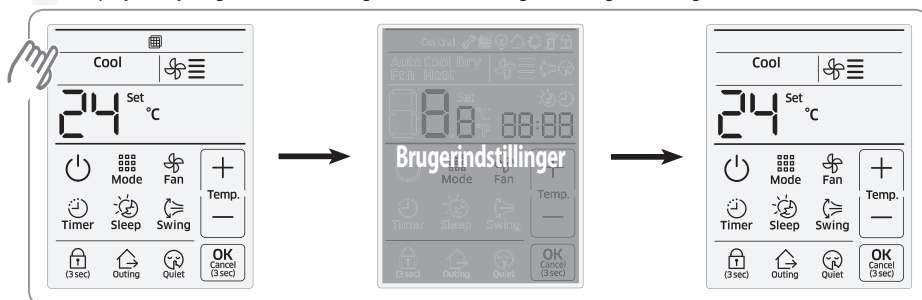 Cool
24 Set °C
Mode Fan
Temp.
Timer Sleep Swing
(3 sec) Outing Quiet OK Cancel (3 sec)
Central
Auto Cool Dry
Fan Heat
Set
88:88
Brugerindstillinger
Mode Fan
Temp.
Timer Sleep Swing
(3 sec) Outing Quiet OK Cancel (3 sec)
Cool
24 Set °C
Mode Fan
Temp.
Timer Sleep Swing
(3 sec) Outing Quiet OK Cancel (3 sec)